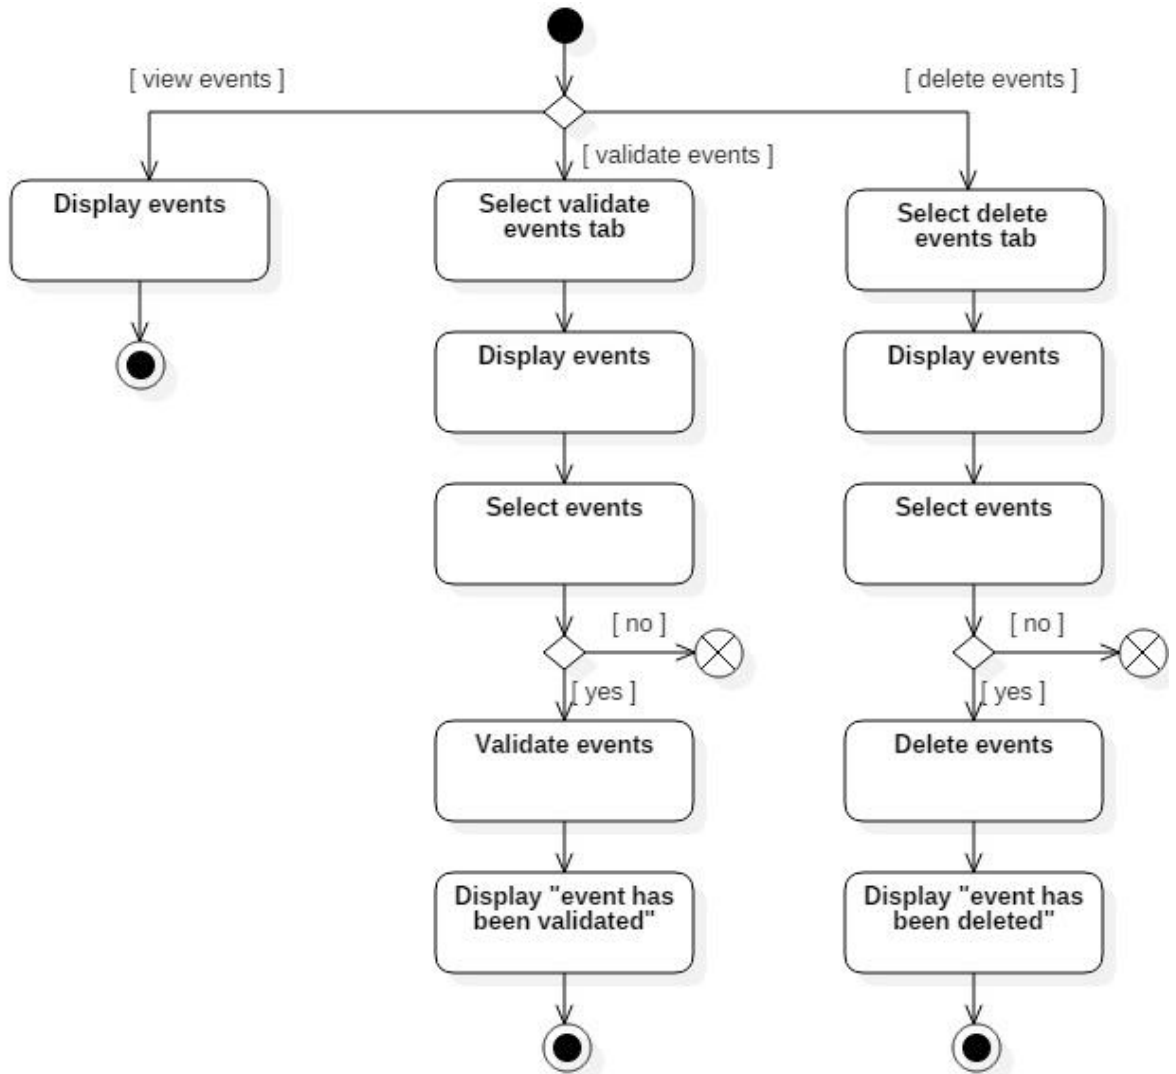 [ view events ]
[ delete events ]
[ validate events ]
Display events
Select validate
events tab
Select delete
events tab
Display events
Display events
Select events
Select events
[ no ]
[ no ]
[ yes ]
[ yes ]
Validate events
Delete events
Display "event has
been validated"
Display "event has
been deleted"